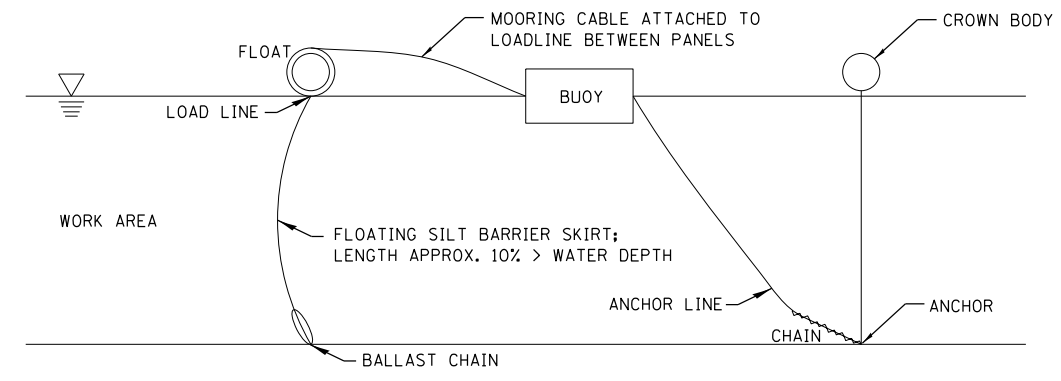 MOORING CABLE ATTACHED TO
LOADLINE BETWEEN PANELS
CROWN BODY
FLOAT
BUOY
LOAD LINE
WORK AREA
FLOATING SILT BARRIER SKIRT;
LENGTH APPROX. 10% > WATER DEPTH
ANCHOR LINE
ANCHOR
CHAIN
BALLAST CHAIN